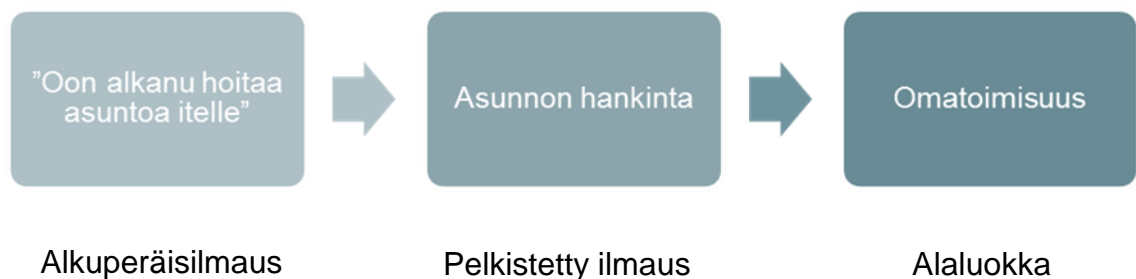 ”Oon alkanu hoitaa
asuntoa itelle”
Asunnon hankinta
Omatoimisuus
Alkuperäisilmaus
Pelkistetty ilmaus
Alaluokka